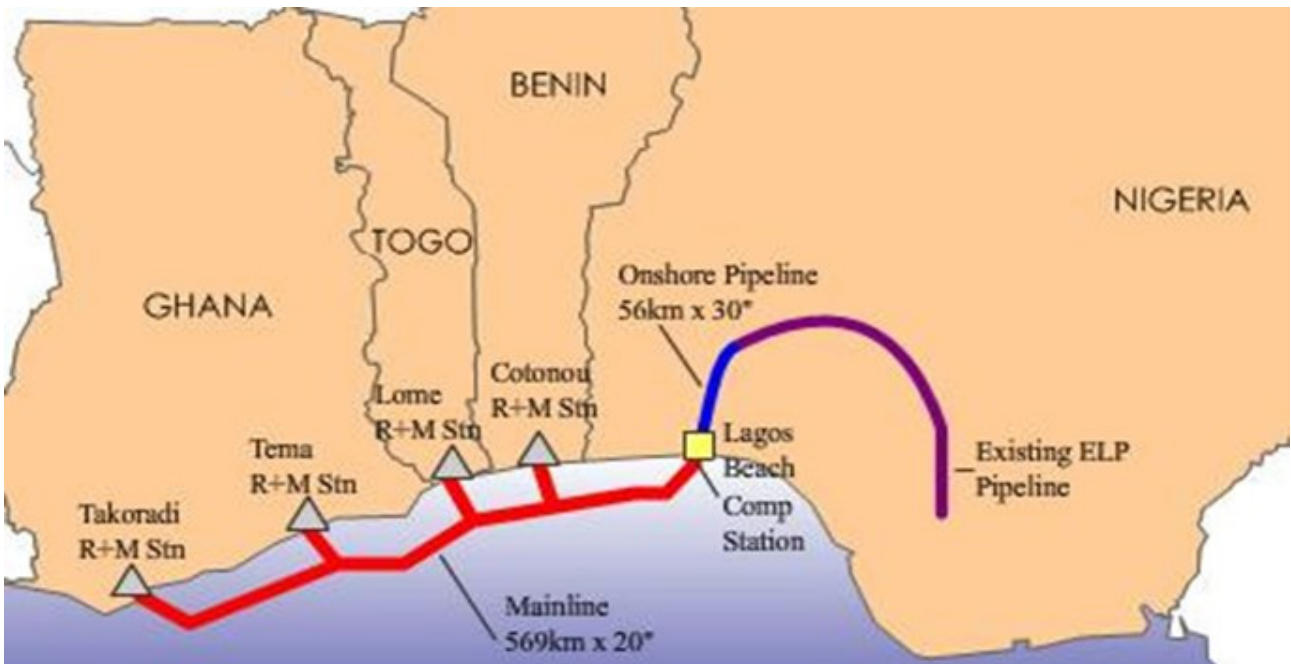 BENIN
NIGERIA
TOGO
GHANA
Onshore Pipeline
56km x 30"
Cotonou
R+M Stn
Lome
R+M Stn
Tema
R+M Stn
Takoradi
R+M Stn
Lagos
Beach
Comp
Station
Existing ELP
Pipeline
Mainline
569km x 20"